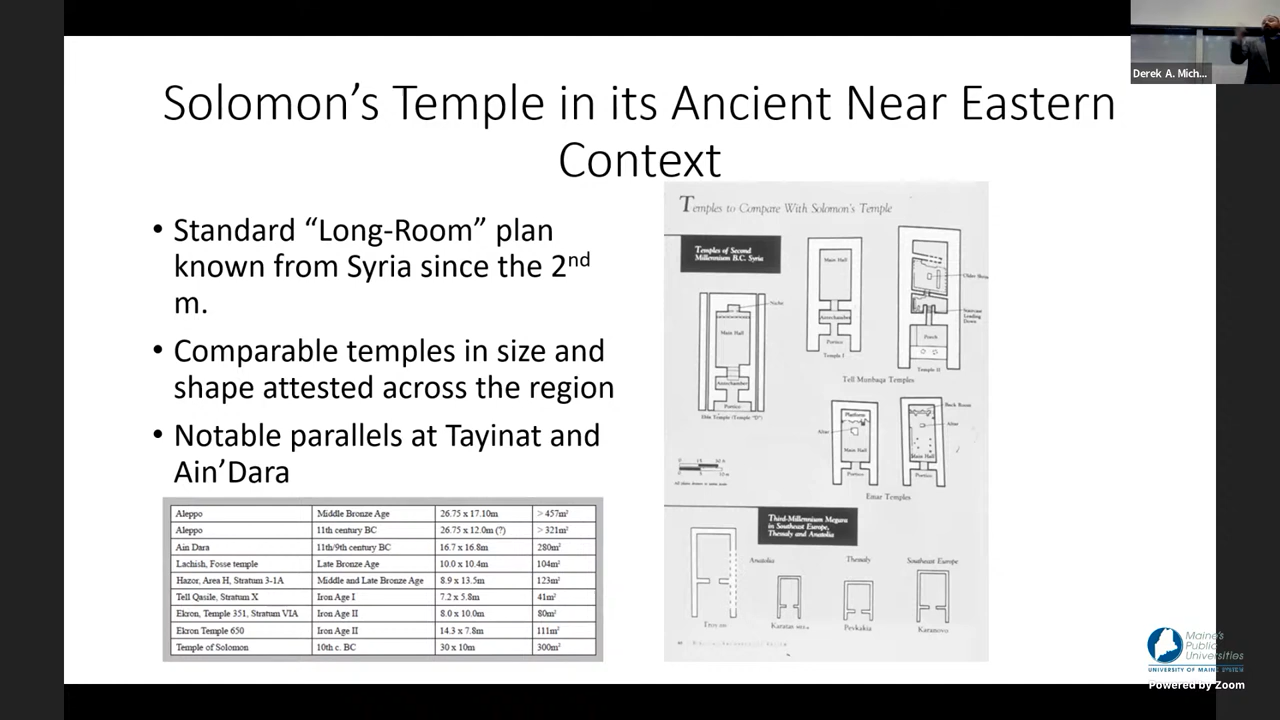 Derek A. Mich...
Solomon’s Temple in its Ancient Near Eastern
Context
• Standard “Long-Room” plan
known from Syria since the 2nd
m.
• Comparable temples in size and
shape attested across the region
• Notable parallels at Tayinat and
Ain’Dara
Aleppo Middle Bronze Age 26.75 x 17.10m > 457m²
Aleppo 11th century BC 26.75 x 12.0m (?) > 321m²
Ain Dara 11th/9th century BC 16.7 x 16.8m 280m²
Lachish, Fosse temple Late Bronze Age 10.0 x 10.4m 104m²
Hazor, Area H, Stratum 3-1A Middle and Late Bronze Age 8.9 x 13.5m 123m²
Tell Qasile, Stratum X Iron Age I 7.2 x 5.8m 41m²
Ekron, Temple 351, Stratum VIA Iron Age II 8.0 x 10.0m 80m²
Ekron Temple 650 Iron Age II 14.3 x 7.8m 111m²
Temple of Solomon 10th c. BC 30 x 10m 300m²
Temples to Compare With Solomon's Temple
Temples of Second
Millennium B.C. Syria
Niche
Main Hall
Antechamber
Portico
Main Hall
Antechamber
Portico
Temple I
Staircase
Leading
Down
Porch
Temple II
Tell Munbaqa Temples
Platform
Altar
Main Hall
Portico
Back Room
Altar
Main Hall
Portico
Emar Temples
Third-Millennium Megara
in Southeast Europe,
Thessaly and Anatolia
Anatolia
Thessaly
Southeast Europe
Pevkakia
Karanovo
Maine's
Public
Universities
UNIVERSITY OF MAINE SYSTEM
Powered by Zoom